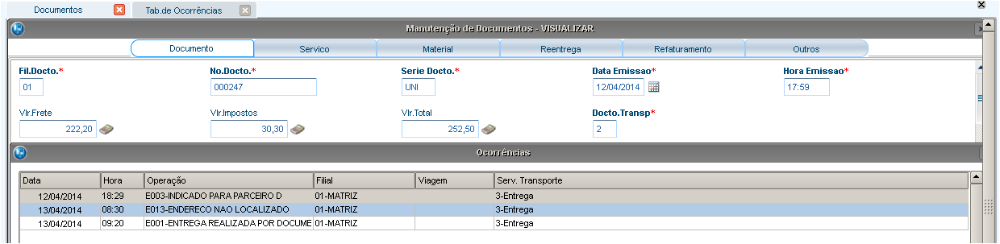 Documentos Tab.de Ocorrências
Manutenção de Documentos - VISUALIZAR
Documento Servico Material Reentrega Refaturamento Outros
Fil.Docto.* No.Docto.* Serie Docto.* Data Emissao* Hora Emissao*
01 000247 UNI 12/04/2014 17:59
Vlr.Frete Vlr.Impostos Vlr.Total Docto.Transp*
222,20 30,30 252,50 2
Ocorrências
Data Hora Operação Filial Viagem Serv. Transporte
12/04/2014 18:29 E003-INDICADO PARA PARCEIRO D 01-MATRIZ 3-Entrega
13/04/2014 08:30 E013-ENDERECO NAO LOCALIZADO 01-MATRIZ 3-Entrega
13/04/2014 09:20 E001-ENTREGA REALIZADA POR DOCUME 01-MATRIZ 3-Entrega